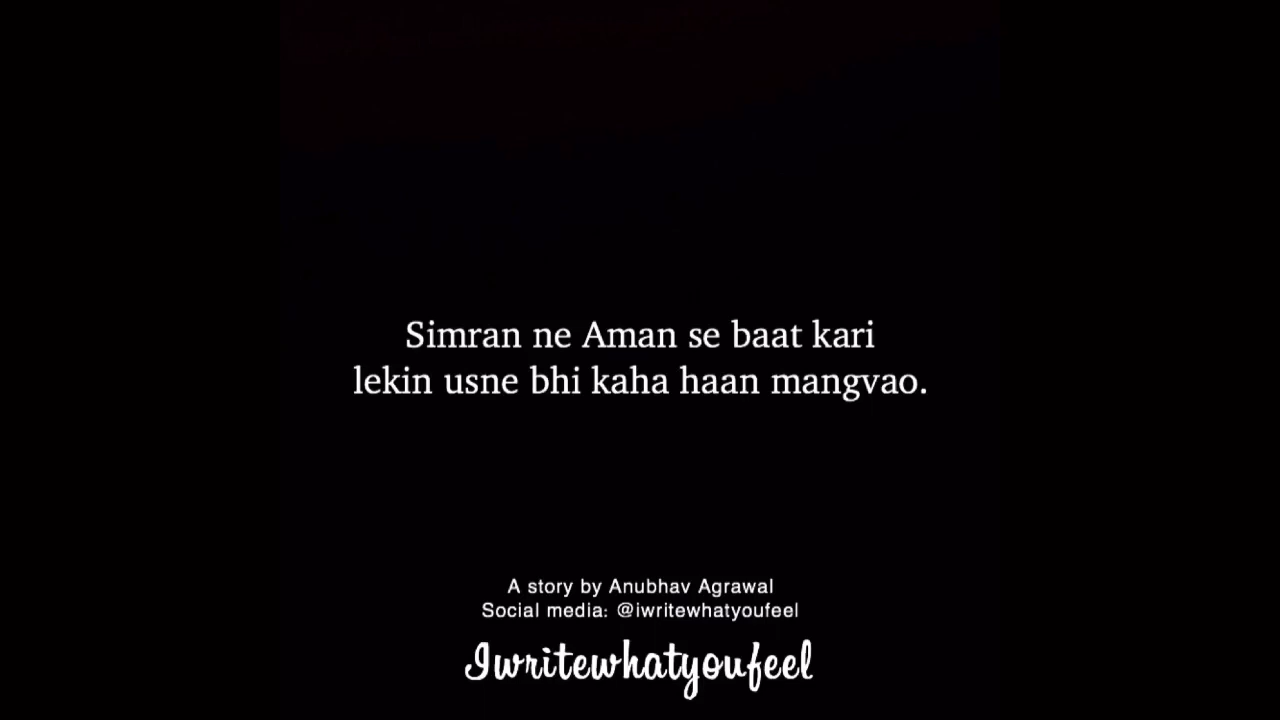 Simran ne Aman se baat kari
lekin usne bhi kaha haan mangvao.
A story by Anubhav Agrawal
Social media: @iwritewhatyoufeel
Iwritewhatyoufeel